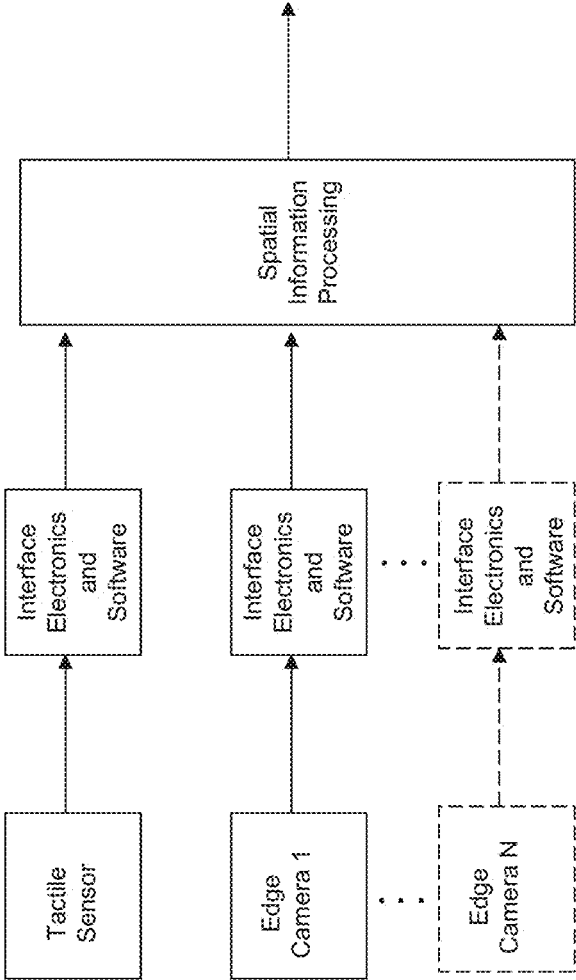 Tactile
Sensor
Interface
Electronics
and
Software
Edge
Camera 1
Interface
Electronics
and
Software
. . .
. . .
Edge
Camera N
Interface
Electronics
and
Software
Spatial
Information
Processing